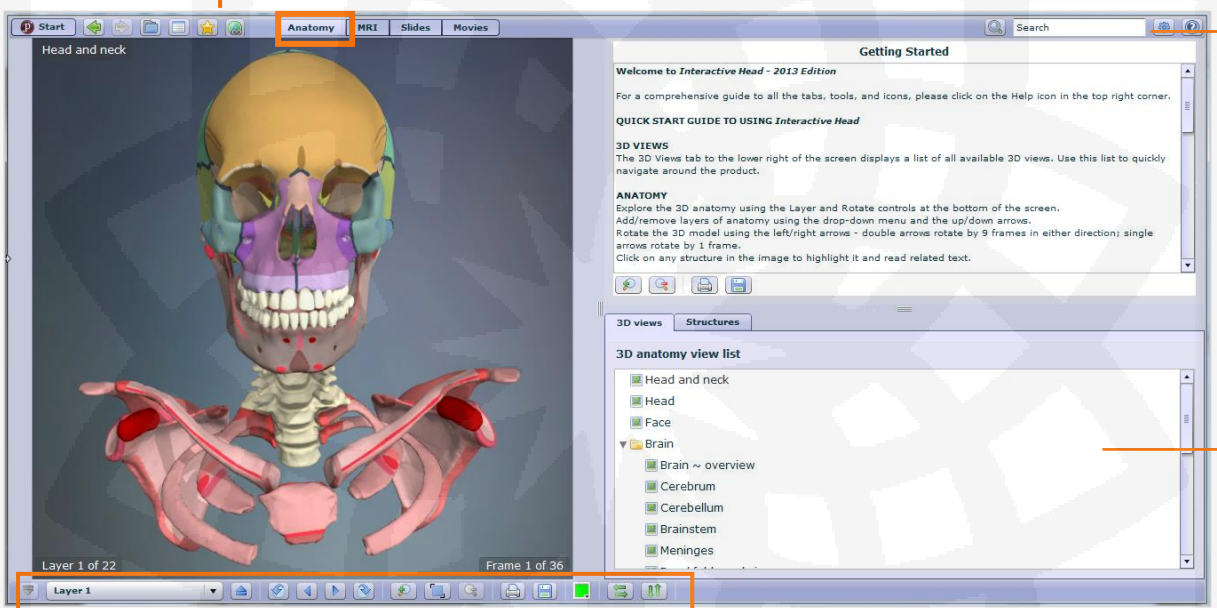 Start
Anatomy MRI Slides Movies
Search
Head and neck
Layer 1 of 22
Frame 1 of 36
Layer 1
Getting Started
Welcome to Interactive Head - 2013 Edition
For a comprehensive guide to all the tabs, tools, and icons, please click on the Help icon in the top right corner.
QUICK START GUIDE TO USING Interactive Head
3D VIEWS
The 3D Views tab to the lower right of the screen displays a list of all available 3D views. Use this list to quickly
navigate around the product.
ANATOMY
Explore the 3D anatomy using the Layer and Rotate controls at the bottom of the screen.
Add/remove layers of anatomy using the drop-down menu and the up/down arrows.
Rotate the 3D model using the left/right arrows - double arrows rotate by 9 frames in either direction; single
arrows rotate by 1 frame.
Click on any structure in the image to highlight it and read related text.
3D views Structures
3D anatomy view list
Head and neck
Head
Face
Brain
Brain ~ overview
Cerebrum
Cerebellum
Brainstem
Meninges